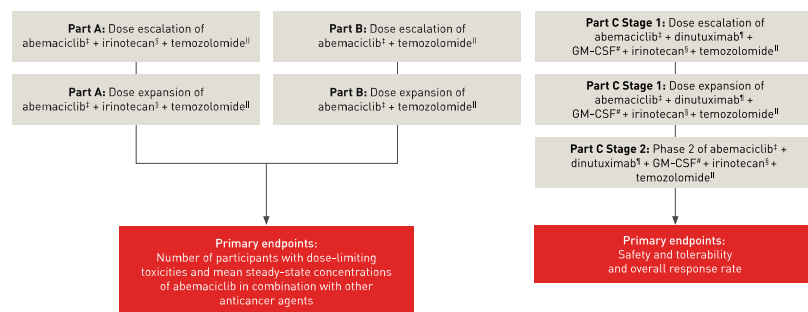 Part A: Dose escalation of
abemaciclib‡ + irinotecan§ + temozolomide||
Part A: Dose expansion of
abemaciclib‡ + irinotecan§ + temozolomide||
Part B: Dose escalation of
abemaciclib‡ + temozolomide||
Part B: Dose expansion of
abemaciclib‡ + temozolomide||
Primary endpoints:
Number of participants with dose-limiting
toxicities and mean steady-state concentrations
of abemaciclib in combination with other
anticancer agents
Part C Stage 1: Dose escalation of
abemaciclib‡ + dinutuximab¶ +
GM-CSF# + irinotecan§ + temozolomide||
Part C Stage 1: Dose expansion of
abemaciclib‡ + dinutuximab¶ +
GM-CSF# + irinotecan§ + temozolomide||
Part C Stage 2: Phase 2 of abemaciclib‡ +
dinutuximab¶ + GM-CSF# + irinotecan§ +
temozolomide||
Primary endpoints:
Safety and tolerability
and overall response rate